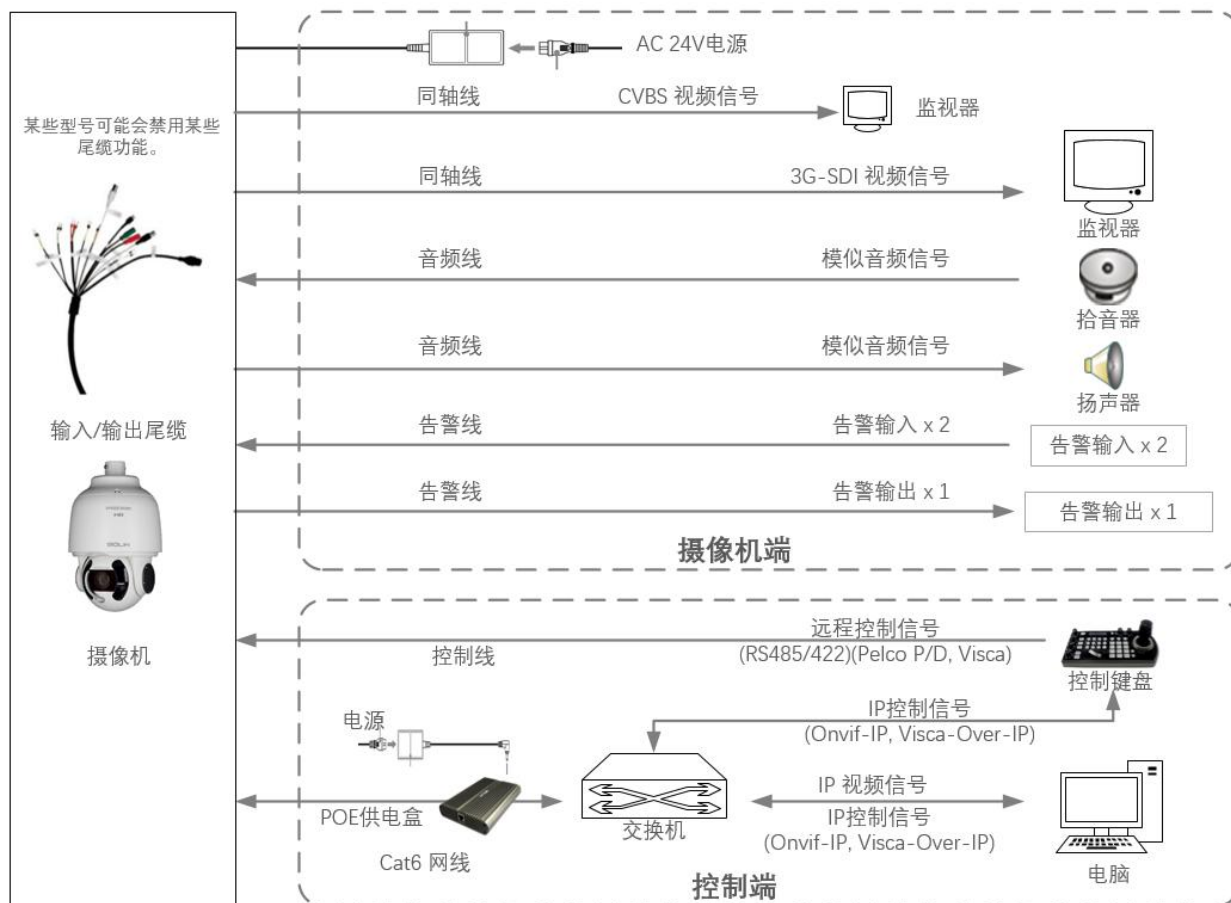 AC 24V电源
同轴线
CVBS 视频信号
监视器
某些型号可能会禁用某些
尾缆功能。
同轴线
3G-SDI 视频信号
监视器
音频线
模似音频信号
拾音器
音频线
模似音频信号
扬声器
输入/输出尾缆
告警线
告警输入 x 2
告警输入 x 2
告警线
告警输出 x 1
告警输出 x 1
摄像机端
摄像机
远程控制信号
(RS485/422)(Pelco P/D, Visca)
控制线
控制键盘
电源
IP控制信号
(Onvif-IP, Visca-Over-IP)
POE供电盒
Cat6 网线
交换机
IP 视频信号
IP控制信号
(Onvif-IP, Visca-Over-IP)
电脑
控制端